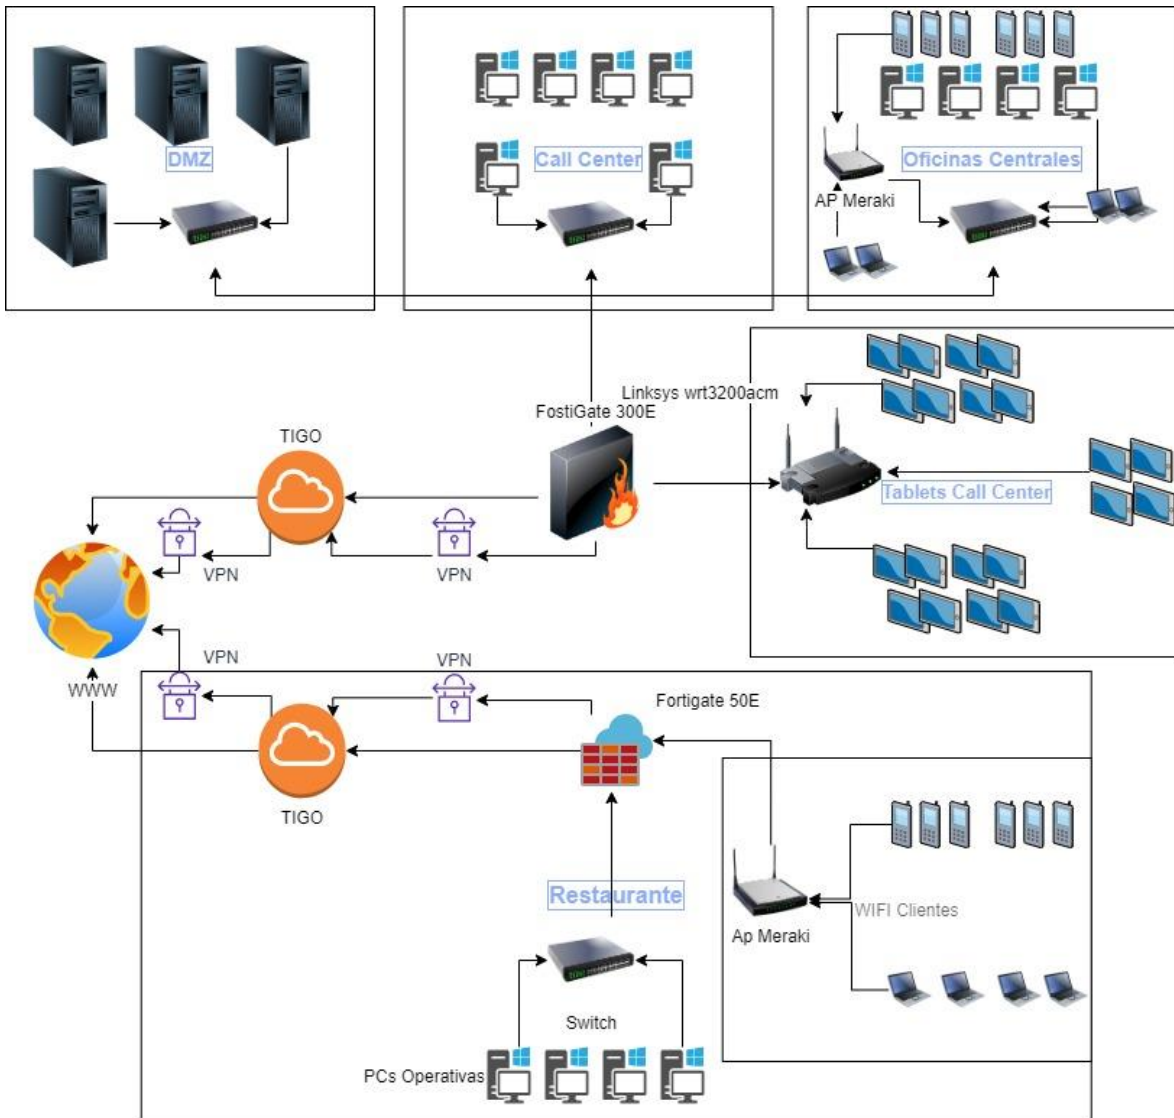 DMZ
Call Center
Oficinas Centrales
AP Meraki
Linksys wrt3200acm
FostiGate 300E
TIGO
Tablets Call Center
VPN
VPN
VPN
VPN
WWW
Fortigate 50E
TIGO
Restaurante
WIFI Clientes
Ap Meraki
Switch
PCs Operativas